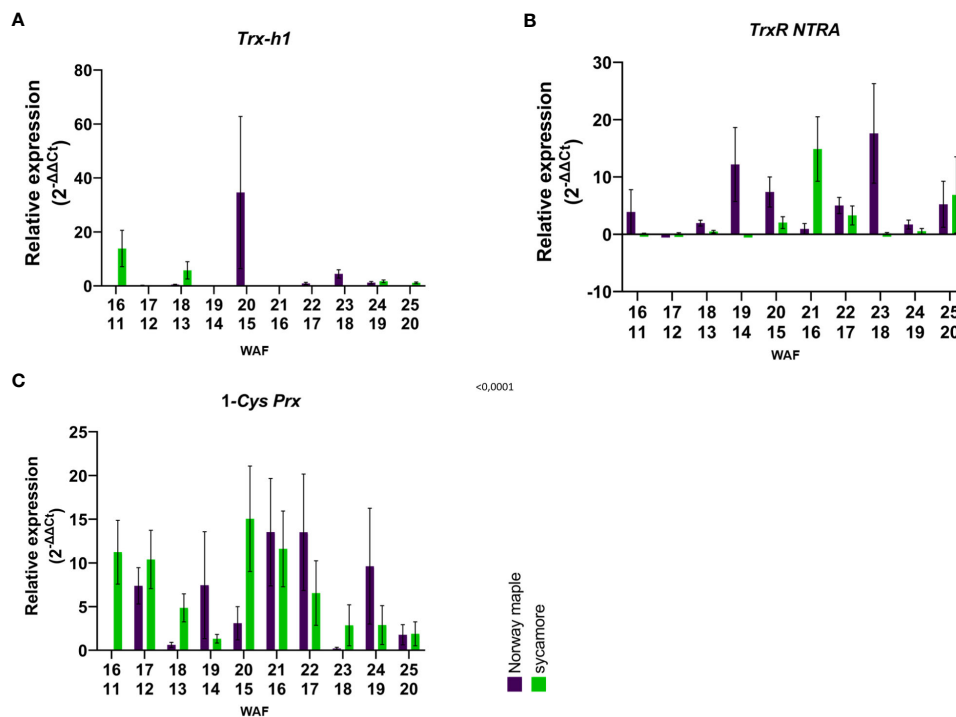 A
Trx-h1
Relative expression
(2-ΔΔCt)
80
60
40
20
0
16 17 18 19 20 21 22 23 24 25
11 12 13 14 15 16 17 18 19 20
WAF
B
TrxR NTRA
Relative expression
(2-ΔΔCt)
30
20
10
0
-10
16 17 18 19 20 21 22 23 24 25
11 12 13 14 15 16 17 18 19 20
WAF
C
1-Cys Prx
<0,0001
Relative expression
(2-ΔΔCt)
25
20
15
10
5
0
16 17 18 19 20 21 22 23 24 25
11 12 13 14 15 16 17 18 19 20
WAF
Norway maple
sycamore